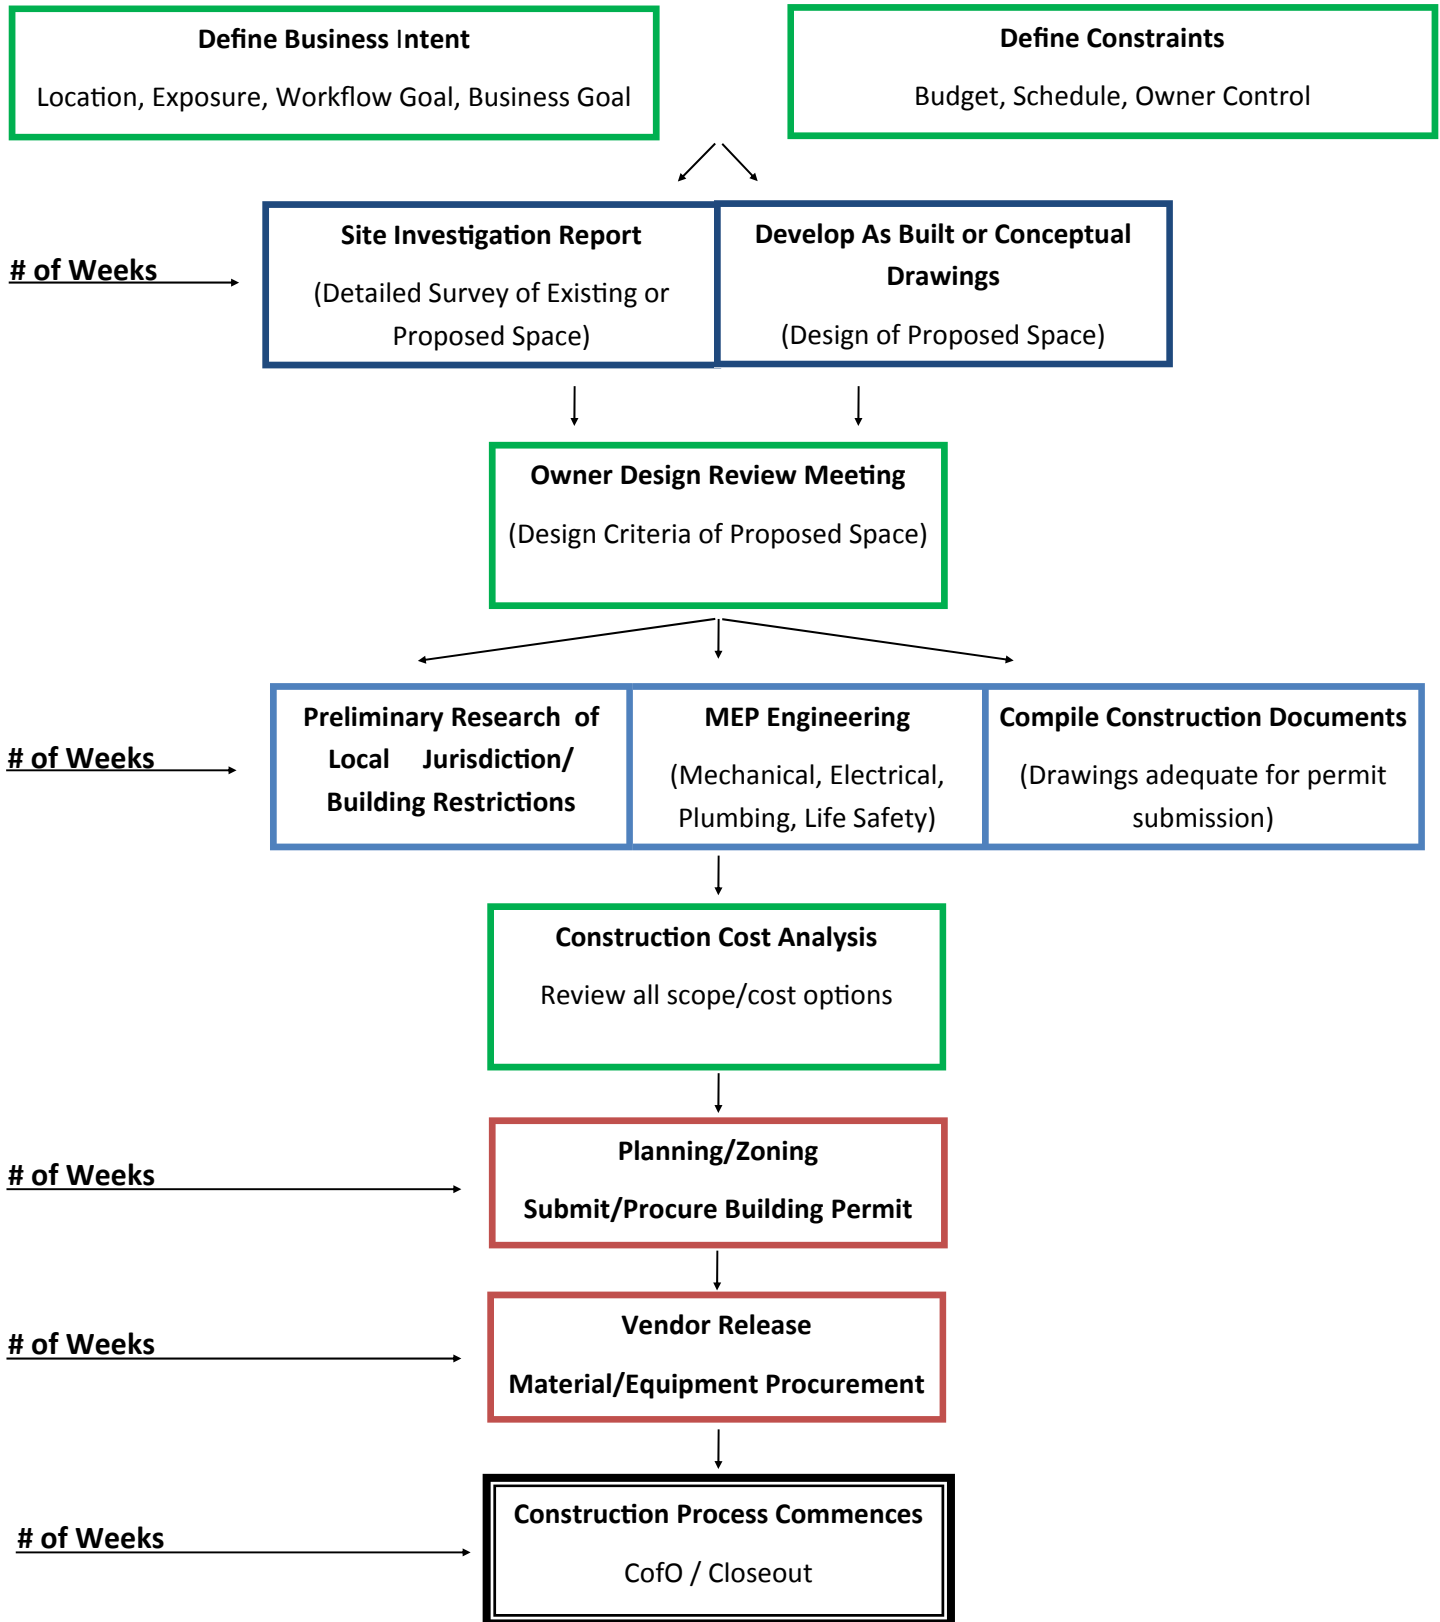 Define Business Intent
Location, Exposure, Workflow Goal, Business Goal
Define Constraints
Budget, Schedule, Owner Control
# of Weeks
Site Investigation Report
(Detailed Survey of Existing or
Proposed Space)
Develop As Built or Conceptual
Drawings
(Design of Proposed Space)
Owner Design Review Meeting
(Design Criteria of Proposed Space)
# of Weeks
Preliminary Research of
Local Jurisdiction/
Building Restrictions
MEP Engineering
(Mechanical, Electrical,
Plumbing, Life Safety)
Compile Construction Documents
(Drawings adequate for permit
submission)
Construction Cost Analysis
Review all scope/cost options
# of Weeks
Planning/Zoning
Submit/Procure Building Permit
# of Weeks
Vendor Release
Material/Equipment Procurement
# of Weeks
Construction Process Commences
CofO / Closeout